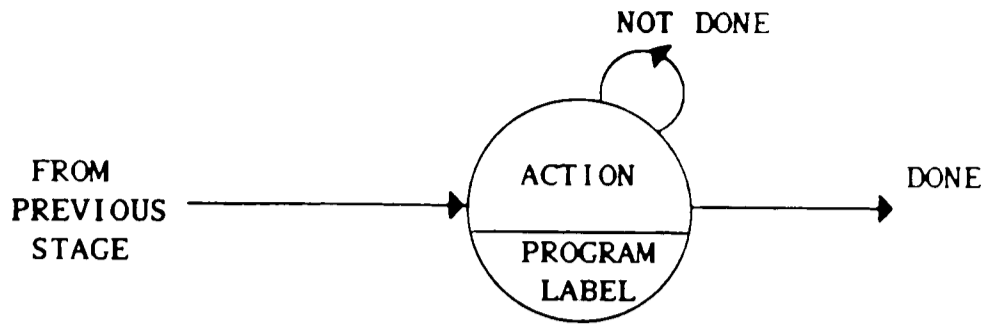 NOT DONE
FROM
PREVIOUS
STAGE
ACTION
PROGRAM
LABEL
DONE